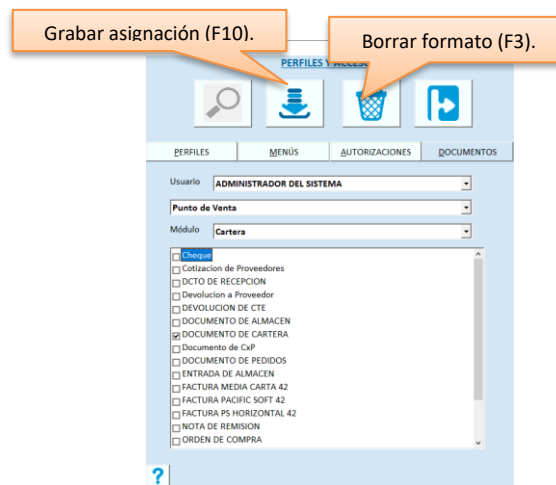 Grabar asignación (F10).
Borrar formato (F3).
PERFILES Y ACCESOS
PERFILES
MENÚS
AUTORIZACIONES
DOCUMENTOS
Usuario
ADMINISTRADOR DEL SISTEMA
Punto de Venta
Módulo
Cartera
Cheque
Cotizacion de Proveedores
DCTO DE RECEPCION
Devolucion a Proveedor
DEVOLUCION DE CTE
DOCUMENTO DE ALMACEN
DOCUMENTO DE CARTERA
Documento de CxP
DOCUMENTO DE PEDIDOS
ENTRADA DE ALMACEN
FACTURA MEDIA CARTA 42
FACTURA PACIFIC SOFT 42
FACTURA PS HORIZONTAL 42
NOTA DE REMISION
ORDEN DE COMPRA
?